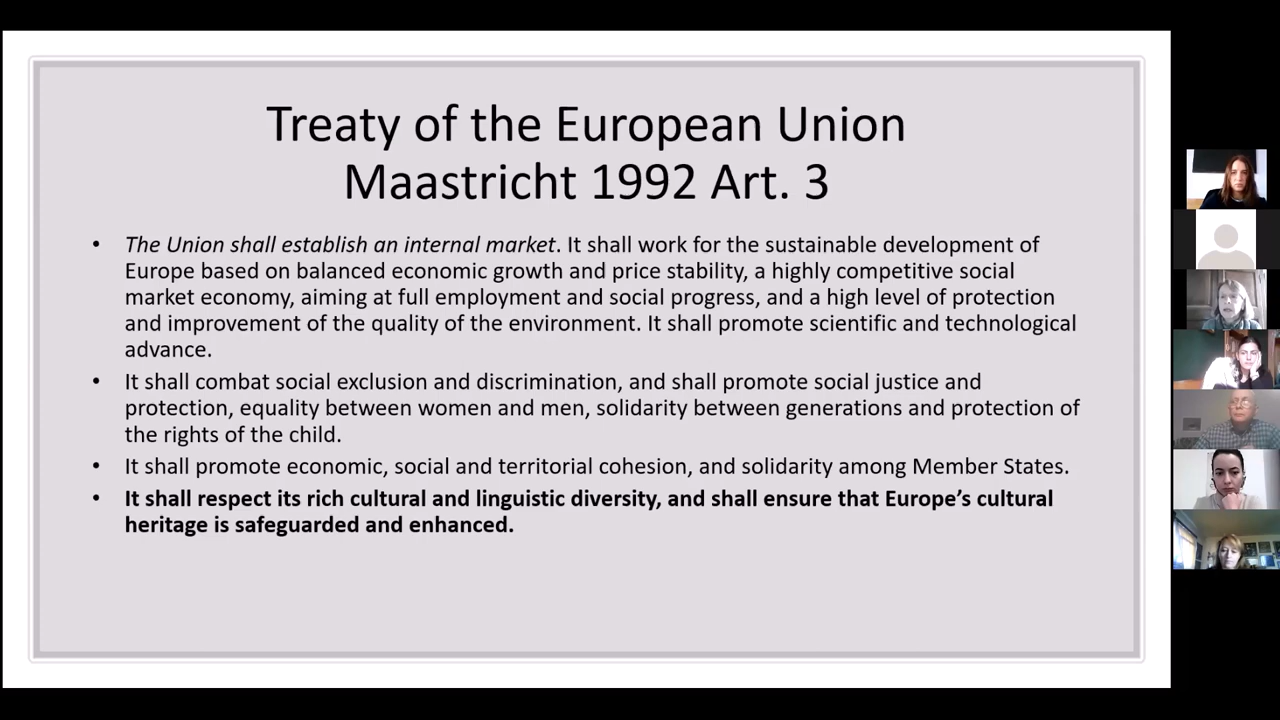 Treaty of the European Union
Maastricht 1992 Art. 3
• The Union shall establish an internal market. It shall work for the sustainable development of
Europe based on balanced economic growth and price stability, a highly competitive social
market economy, aiming at full employment and social progress, and a high level of protection
and improvement of the quality of the environment. It shall promote scientific and technological
advance.
• It shall combat social exclusion and discrimination, and shall promote social justice and
protection, equality between women and men, solidarity between generations and protection of
the rights of the child.
• It shall promote economic, social and territorial cohesion, and solidarity among Member States.
• It shall respect its rich cultural and linguistic diversity, and shall ensure that Europe’s cultural
heritage is safeguarded and enhanced.